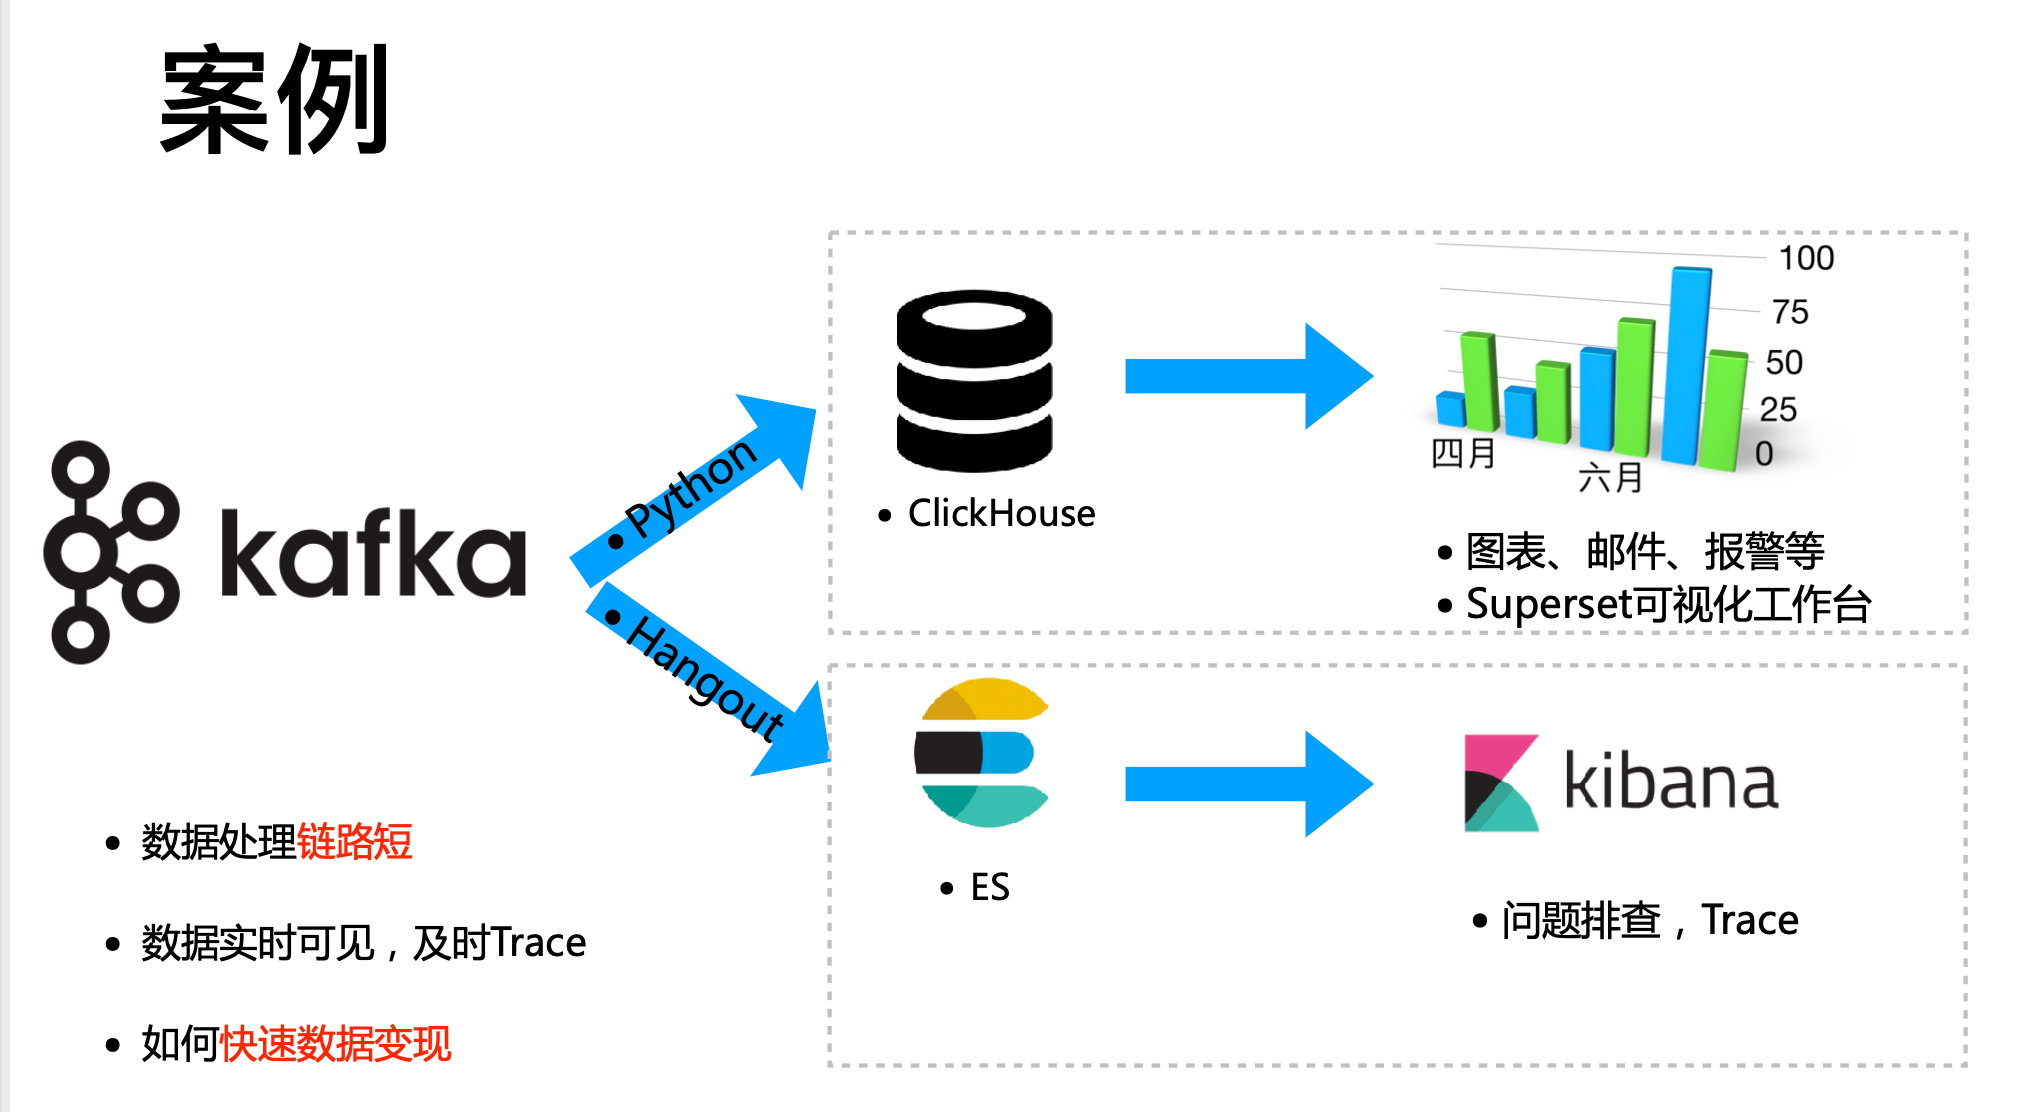 案例
kafka
• Python
• Hangout
• ClickHouse
100
75
50
25
0
四月
六月
• 图表、邮件、报警等
• Superset可视化工作台
• ES
kibana
• 问题排查，Trace
• 数据处理链路短
• 数据实时可见，及时Trace
• 如何快速数据变现